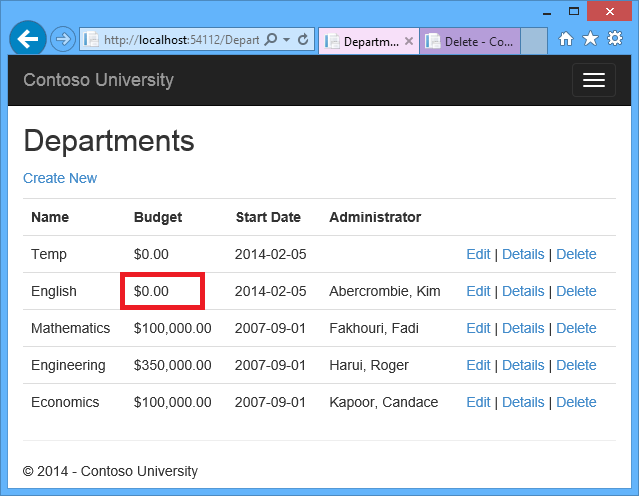 http://localhost:54112/Depart
Departm...
Delete - Co...
Contoso University
Departments
Create New
Name Budget Start Date Administrator
Temp $0.00 2014-02-05 Edit | Details | Delete
English $0.00 2014-02-05 Abercrombie, Kim Edit | Details | Delete
Mathematics $100,000.00 2007-09-01 Fakhouri, Fadi Edit | Details | Delete
Engineering $350,000.00 2007-09-01 Harui, Roger Edit | Details | Delete
Economics $100,000.00 2007-09-01 Kapoor, Candace Edit | Details | Delete
© 2014 - Contoso University